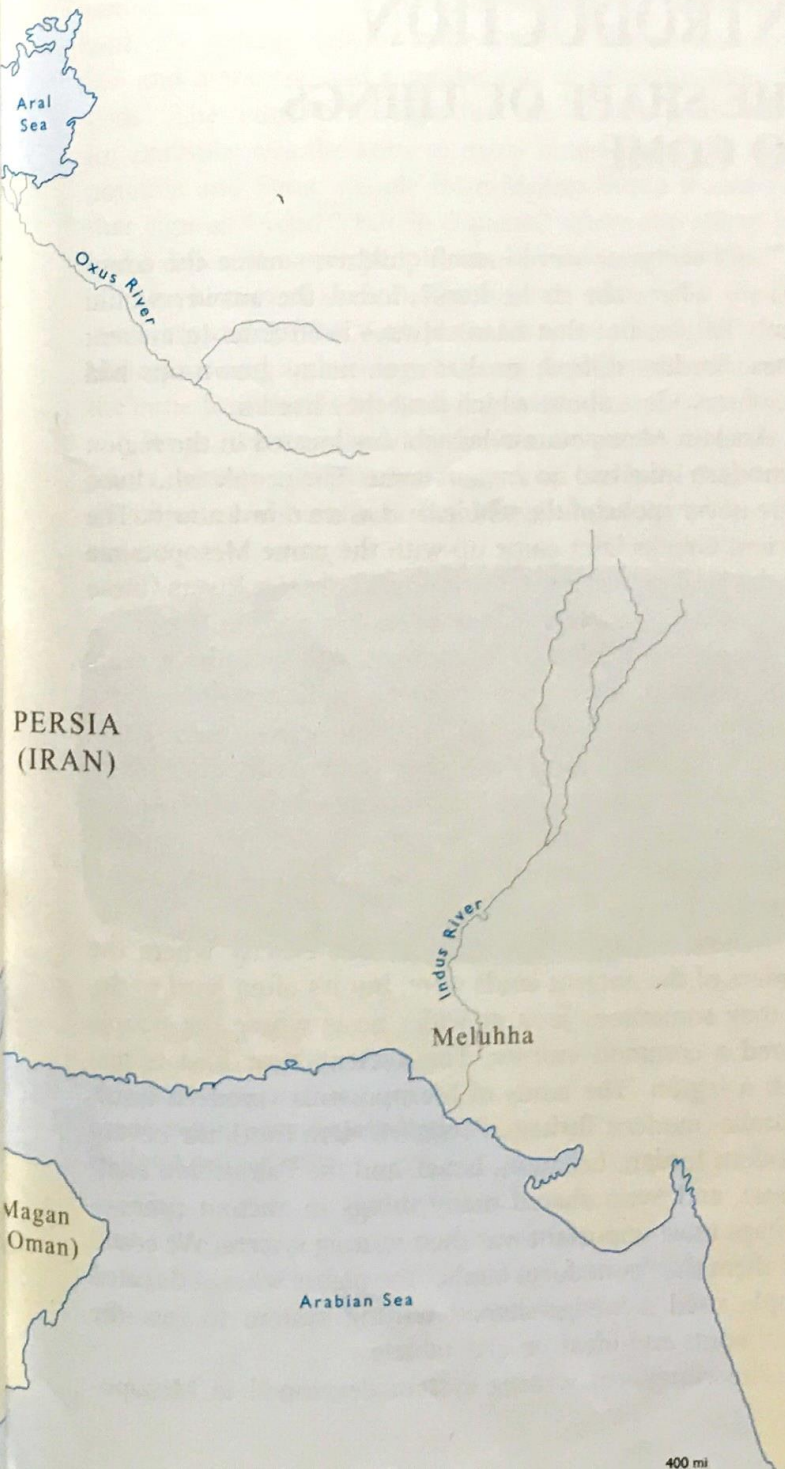 Aral
Sea
Oxus River
PERSIA
(IRAN)
Indus River
Meluhha
Magan
Oman)
Arabian Sea
400 mi